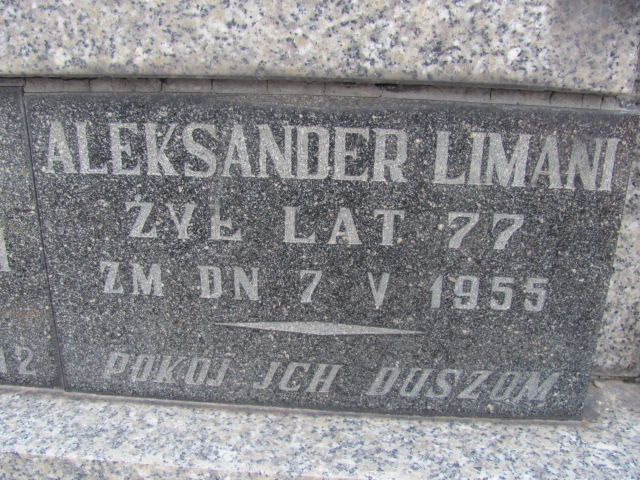 ALEKSANDER LIMANI
ŻYŁ LAT 77
ZM DN 7 V 1955
POKÓJ JCH DUSZOM